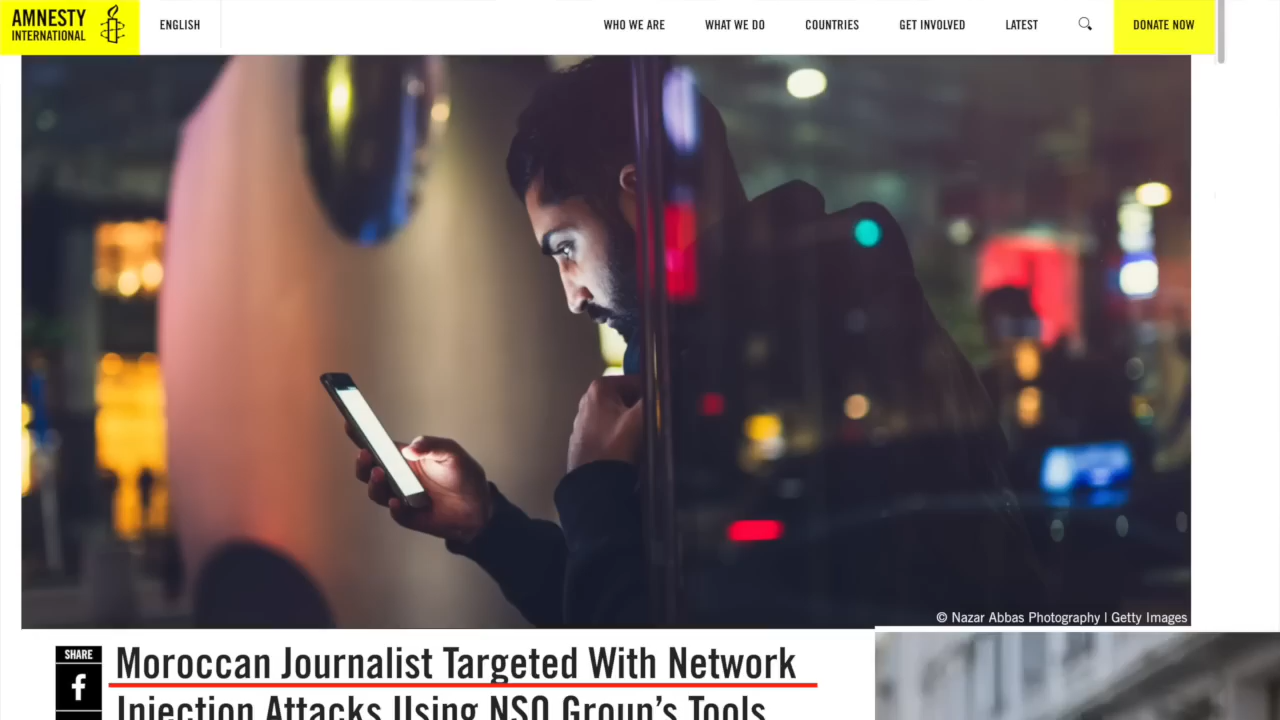 AMNESTY
INTERNATIONAL
ENGLISH
WHO WE ARE
WHAT WE DO
COUNTRIES
GET INVOLVED
LATEST
DONATE NOW
© Nazar Abbas Photography | Getty Images
SHARE
Moroccan Journalist Targeted With Network
Injection Attacks Using NSO Group's Tools